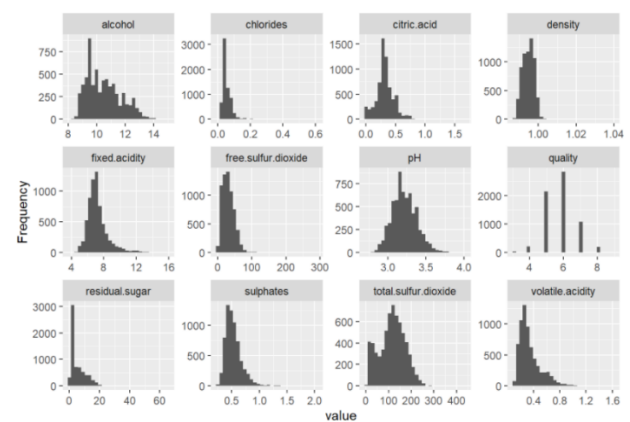 alcohol
chlorides
citric.acid
density
750
500
250
0
8 10 12 14
3000
2000
1000
0
0.0 0.2 0.4 0.6
1500
1000
500
0
0.0 0.5 1.0 1.5
1000
500
0
1.00 1.02 1.04
fixed.acidity
free.sulfur.dioxide
pH
quality
1000
500
0
4 8 12 16
1000
500
0
0 100 200 300
750
500
250
0
3.0 3.5 4.0
2000
1000
0
4 6 8
residual.sugar
sulphates
total.sulfur.dioxide
volatile.acidity
3000
2000
1000
0
0 20 40 60
1000
500
0
0.5 1.0 1.5 2.0
600
400
200
0
0 100 200 300 400
1000
500
0
0.4 0.8 1.2 1.6
Frequency
value